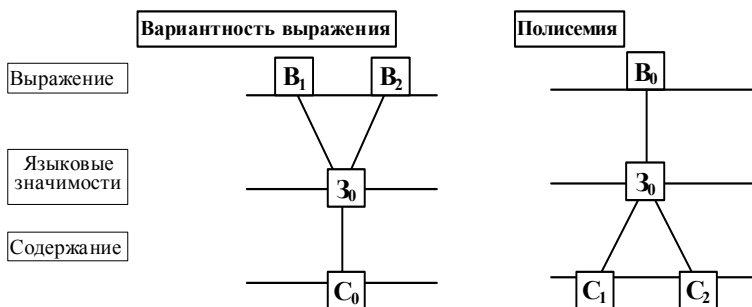 Вариантность выражения
Полисемия
Выражение
В₁
В₂
В₀
Языковые
значимости
З₀
З₀
Содержание
С₀
С₁
С₂